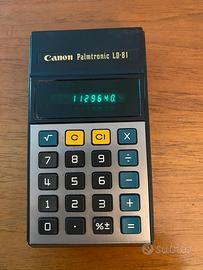 Canon Palmtronic LD-81
1129640.
√ C CI ÷
7 8 9 ×
4 5 6 −
1 2 3 +
0 · %± =
Subito